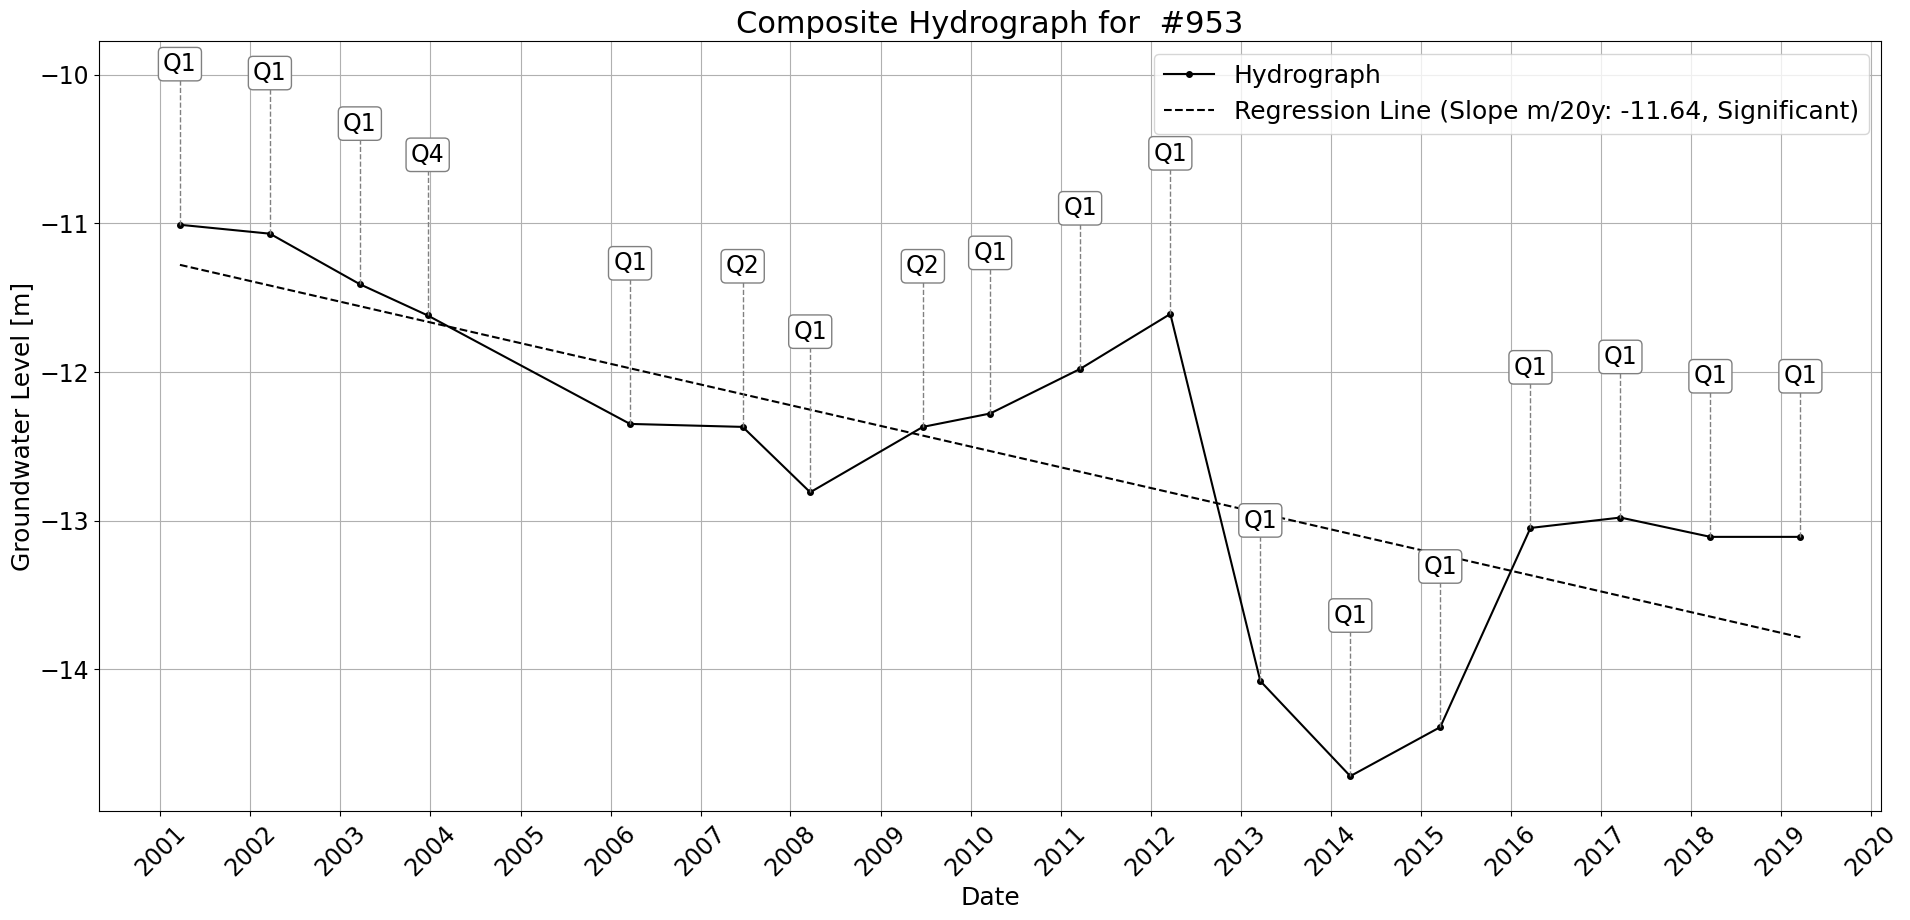 Composite Hydrograph for  #953
Hydrograph
Regression Line (Slope m/20y: -11.64, Significant)
Groundwater Level [m]
−10
−11
−12
−13
−14
Q1
Q1
Q1
Q4
Q1
Q2
Q1
Q2
Q1
Q1
Q1
Q1
Q1
Q1
Q1
Q1
Q1
Q1
2001
2002
2003
2004
2005
2006
2007
2008
2009
2010
2011
2012
2013
2014
2015
2016
2017
2018
2019
2020
Date